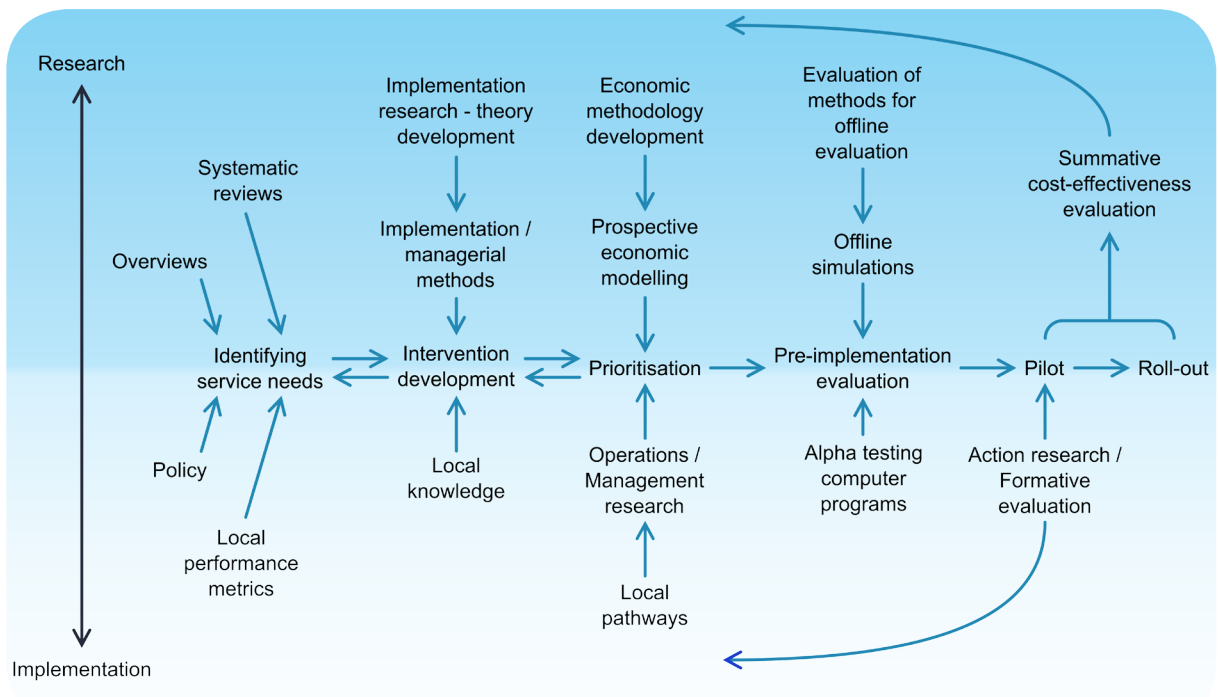 Research
Implementation
research - theory
development
Economic
methodology
development
Evaluation of
methods for
offline
evaluation
Systematic
reviews
Summative
cost-effectiveness
evaluation
Overviews
Implementation /
managerial
methods
Prospective
economic
modelling
Offline
simulations
Identifying
service needs
Intervention
development
Prioritisation
Pre-implementation
evaluation
Pilot
Roll-out
Policy
Local
knowledge
Operations /
Management
research
Alpha testing
computer
programs
Action research /
Formative
evaluation
Local
performance
metrics
Local
pathways
Implementation